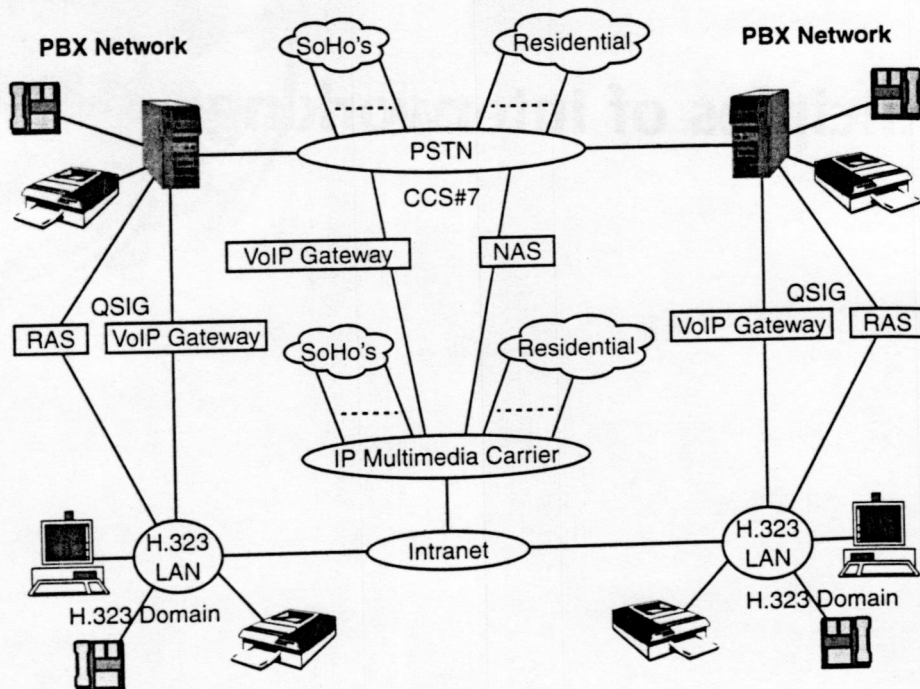 PBX Network
SoHo's
Residential
PBX Network
PSTN
CCS#7
VoIP Gateway
NAS
QSIG
RAS
VoIP Gateway
QSIG
VoIP Gateway
RAS
SoHo's
Residential
IP Multimedia Carrier
H.323
LAN
Intranet
H.323
LAN
H.323 Domain
H.323 Domain